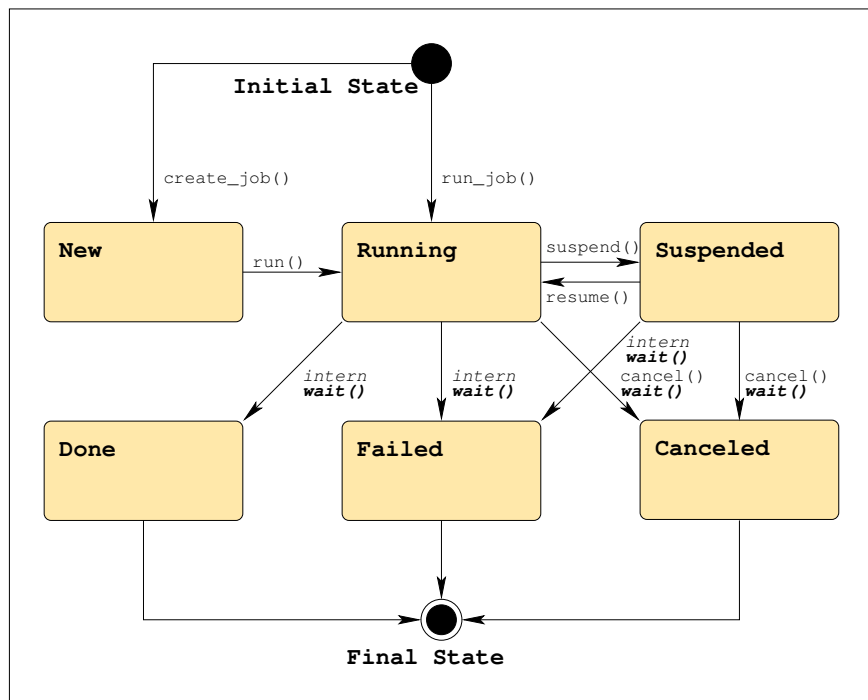 Initial State
create_job()
run_job()
New
run()
Running
suspend()
resume()
Suspended
intern
wait()
intern
wait()
intern
wait()
cancel()
wait()
cancel()
wait()
Done
Failed
Canceled
Final State